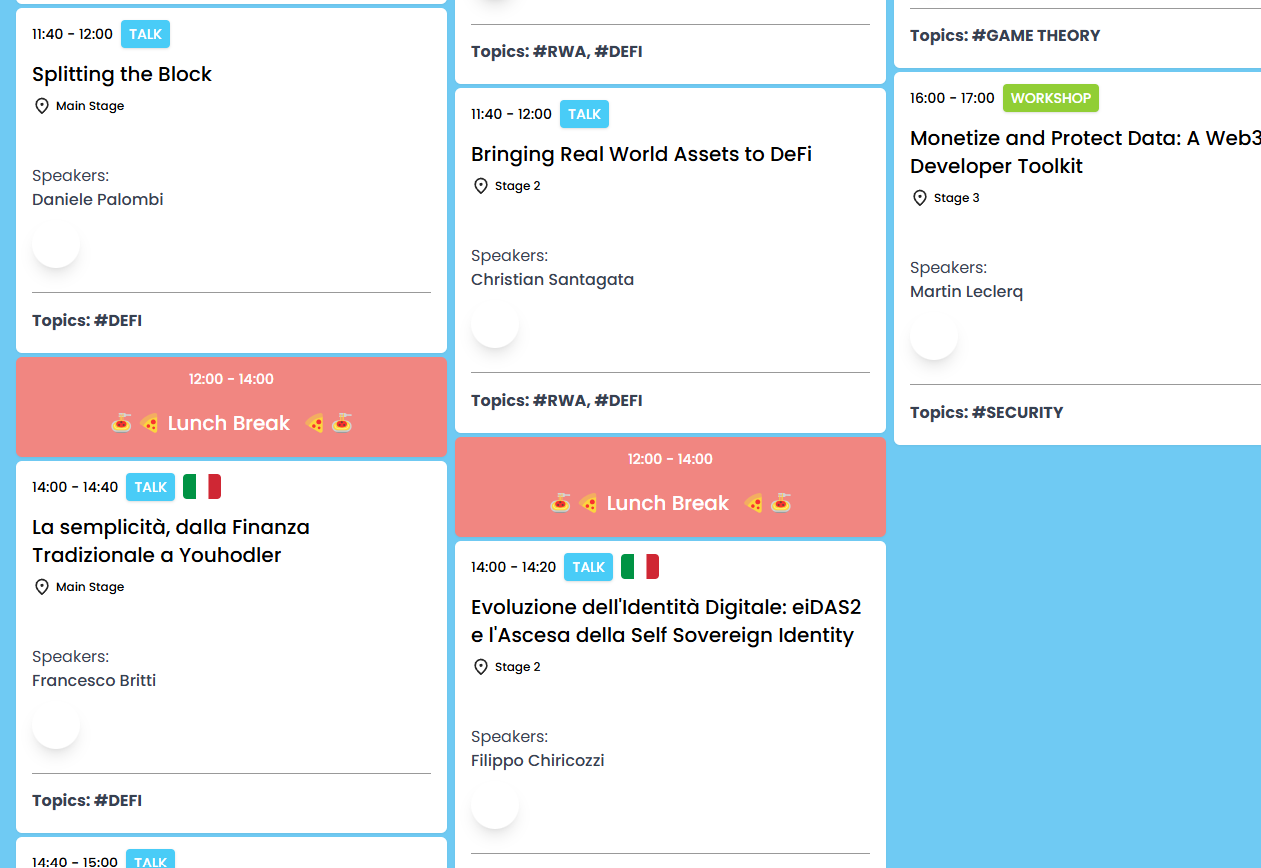 11:40 - 12:00 TALK
Splitting the Block
Main Stage
Speakers:
Daniele Palombi
Topics: #DEFI
12:00 - 14:00
Lunch Break
14:00 - 14:40 TALK
La semplicità, dalla Finanza
Tradizionale a Youhodler
Main Stage
Speakers:
Francesco Britti
Topics: #DEFI
14:40 - 15:00 TALK
Topics: #RWA, #DEFI
11:40 - 12:00 TALK
Bringing Real World Assets to DeFi
Stage 2
Speakers:
Christian Santagata
Topics: #RWA, #DEFI
12:00 - 14:00
Lunch Break
14:00 - 14:20 TALK
Evoluzione dell'Identità Digitale: eiDAS2
e l'Ascesa della Self Sovereign Identity
Stage 2
Speakers:
Filippo Chiricozzi
Topics: #GAME THEORY
16:00 - 17:00 WORKSHOP
Monetize and Protect Data: A Web3
Developer Toolkit
Stage 3
Speakers:
Martin Leclerq
Topics: #SECURITY